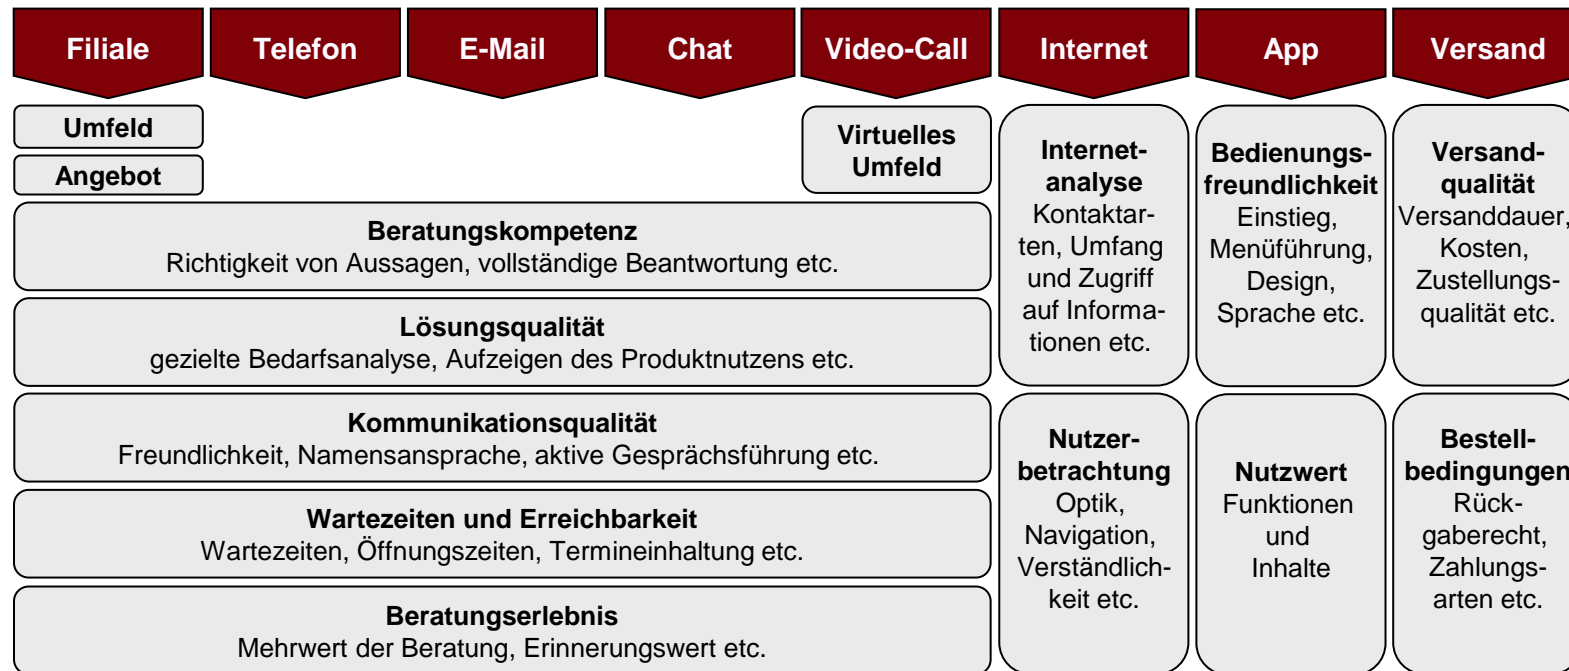 Filiale
Telefon
E-Mail
Chat
Video-Call
Internet
App
Versand
Umfeld
Angebot
Virtuelles
Umfeld
Beratungskompetenz
Richtigkeit von Aussagen, vollständige Beantwortung etc.
Lösungsqualität
gezielte Bedarfsanalyse, Aufzeigen des Produktnutzens etc.
Kommunikationsqualität
Freundlichkeit, Namensansprache, aktive Gesprächsführung etc.
Wartezeiten und Erreichbarkeit
Wartezeiten, Öffnungszeiten, Termineinhaltung etc.
Beratungserlebnis
Mehrwert der Beratung, Erinnerungswert etc.
Internet-
analyse
Kontaktar-
ten, Umfang
und Zugriff
auf Informa-
tionen etc.
Nutzer-
betrachtung
Optik,
Navigation,
Verständlich-
keit etc.
Bedienungs-
freundlichkeit
Einstieg,
Menüführung,
Design,
Sprache etc.
Nutzwert
Funktionen
und
Inhalte
Versand-
qualität
Versanddauer,
Kosten,
Zustellungs-
qualität etc.
Bestell-
bedingungen
Rück-
gaberecht,
Zahlungs-
arten etc.